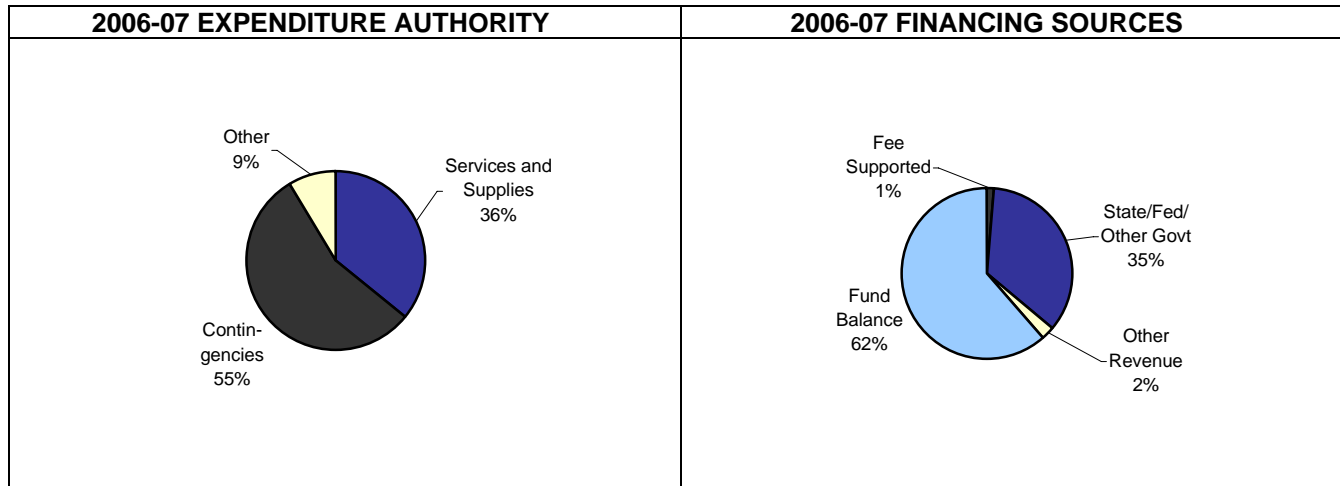 2006-07 EXPENDITURE AUTHORITY
Other
9%
Services and
Supplies
36%
Contin-
gencies
55%
2006-07 FINANCING SOURCES
Fee
Supported
1%
State/Fed/
Other Govt
35%
Fund
Balance
62%
Other
Revenue
2%